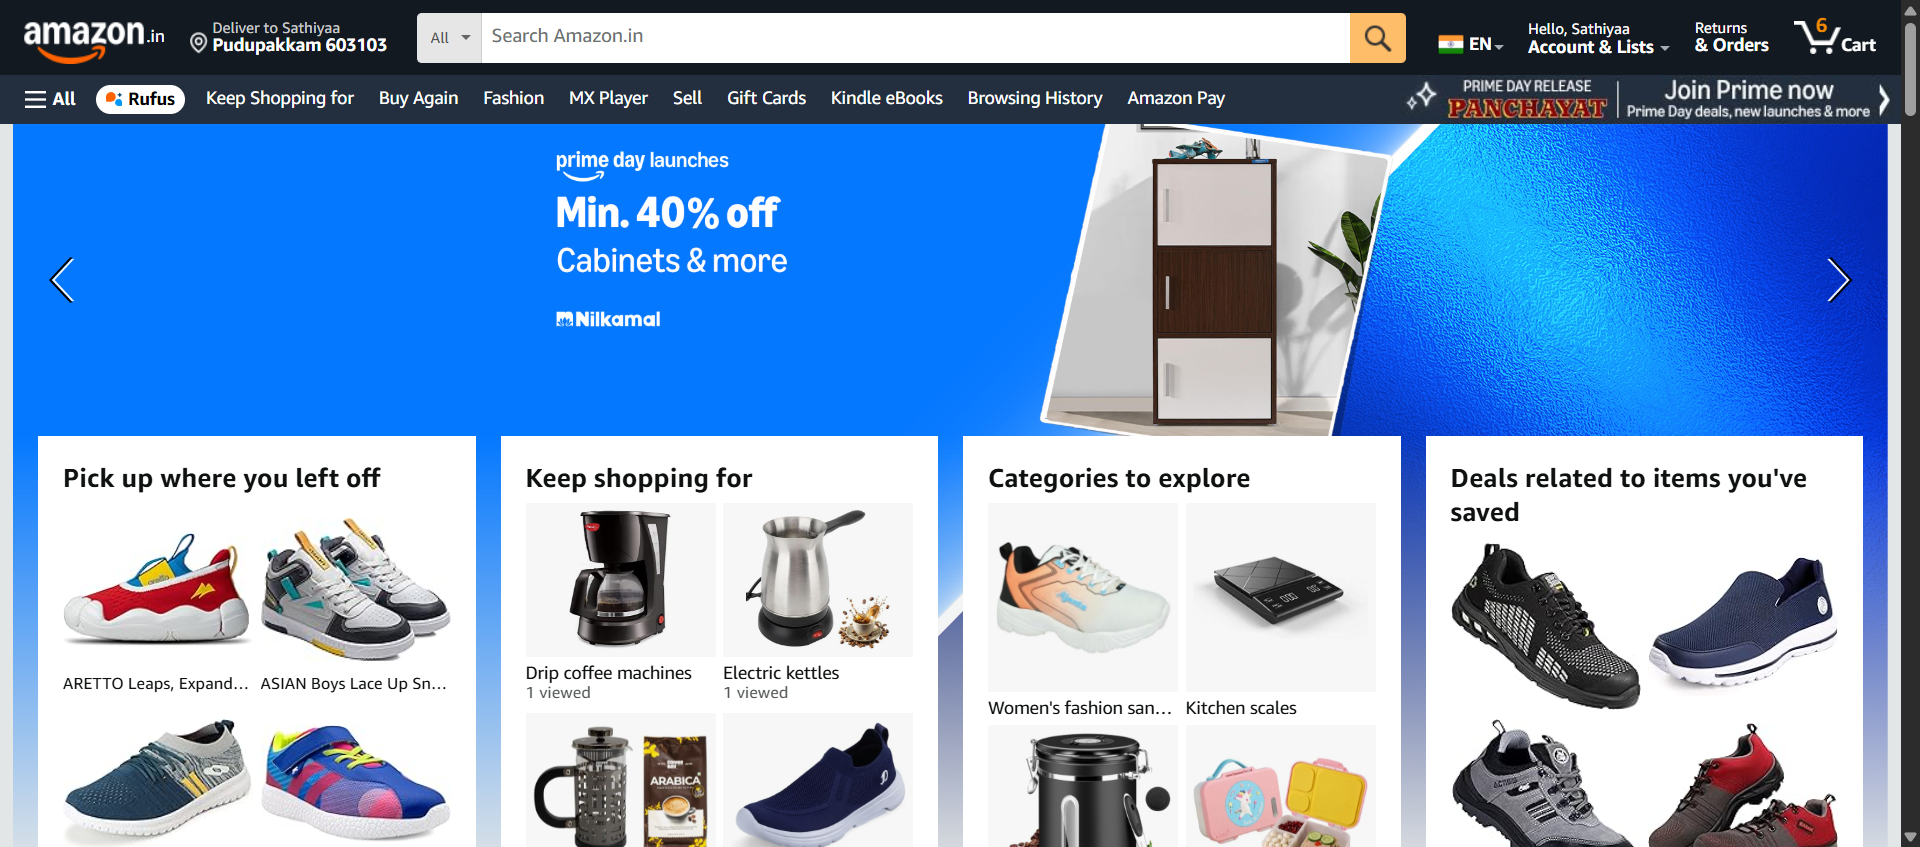 amazon.in
Deliver to Sathiyaa
Pudupakkam 603103
All
Search Amazon.in
EN
Hello, Sathiyaa
Account & Lists
Returns
& Orders
6
Cart
All
Rufus
Keep Shopping for
Buy Again
Fashion
MX Player
Sell
Gift Cards
Kindle eBooks
Browsing History
Amazon Pay
PRIME DAY RELEASE
PANCHAYAT
Join Prime now
Prime Day deals, new launches & more
prime day launches
Min. 40% off
Cabinets & more
Nilkamal
Pick up where you left off
ARETTO Leaps, Expand...
ASIAN Boys Lace Up Sn...
Keep shopping for
Drip coffee machines
1 viewed
Electric kettles
1 viewed
ARABICA
Categories to explore
Women's fashion san...
Kitchen scales
Deals related to items you've
saved